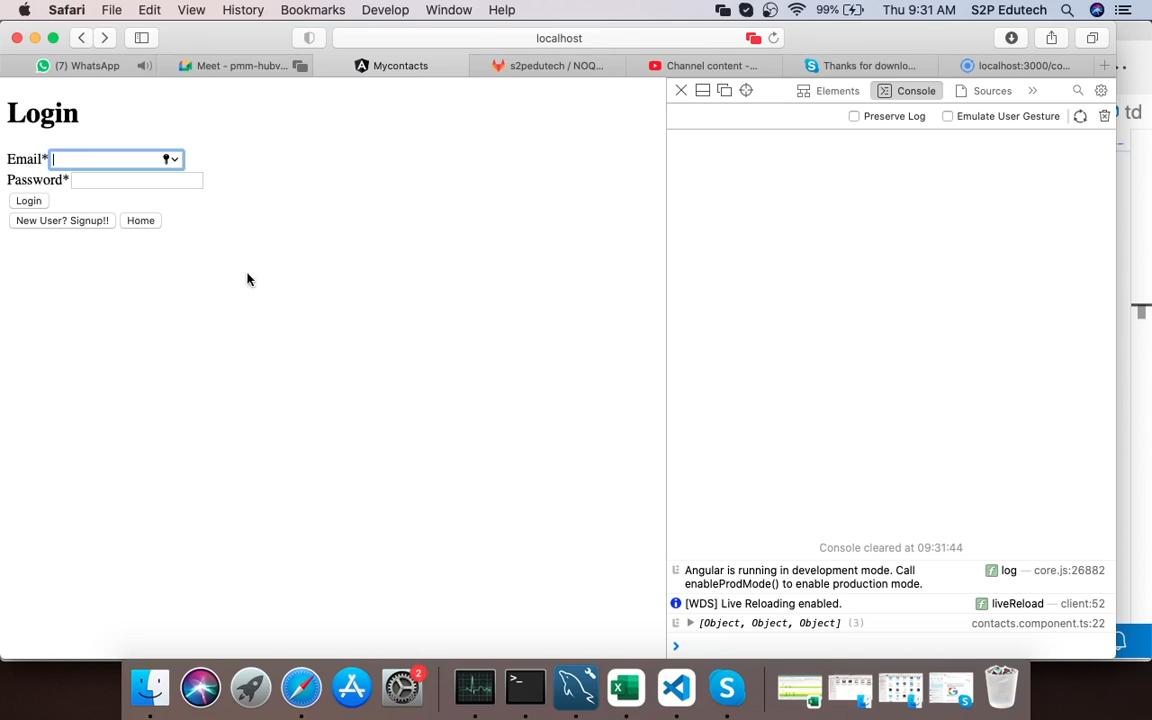 Safari File Edit View History Bookmarks Develop Window Help 99% Thu 9:31 AM S2P Edutech
localhost
(7) WhatsApp Meet - pmm-hubv... Mycontacts s2pedutech / NOQ... Channel content -... Thanks for downlo... localhost:3000/co...
Elements Console Sources
td
Preserve Log Emulate User Gesture
Login
Email*
Password*
Login
New User? Signup!! Home
Console cleared at 09:31:44
Angular is running in development mode. Call log — core.js:26882
enableProdMode() to enable production mode.
[WDS] Live Reloading enabled. liveReload — client:52
[Object, Object, Object] (3) contacts.component.ts:22
2